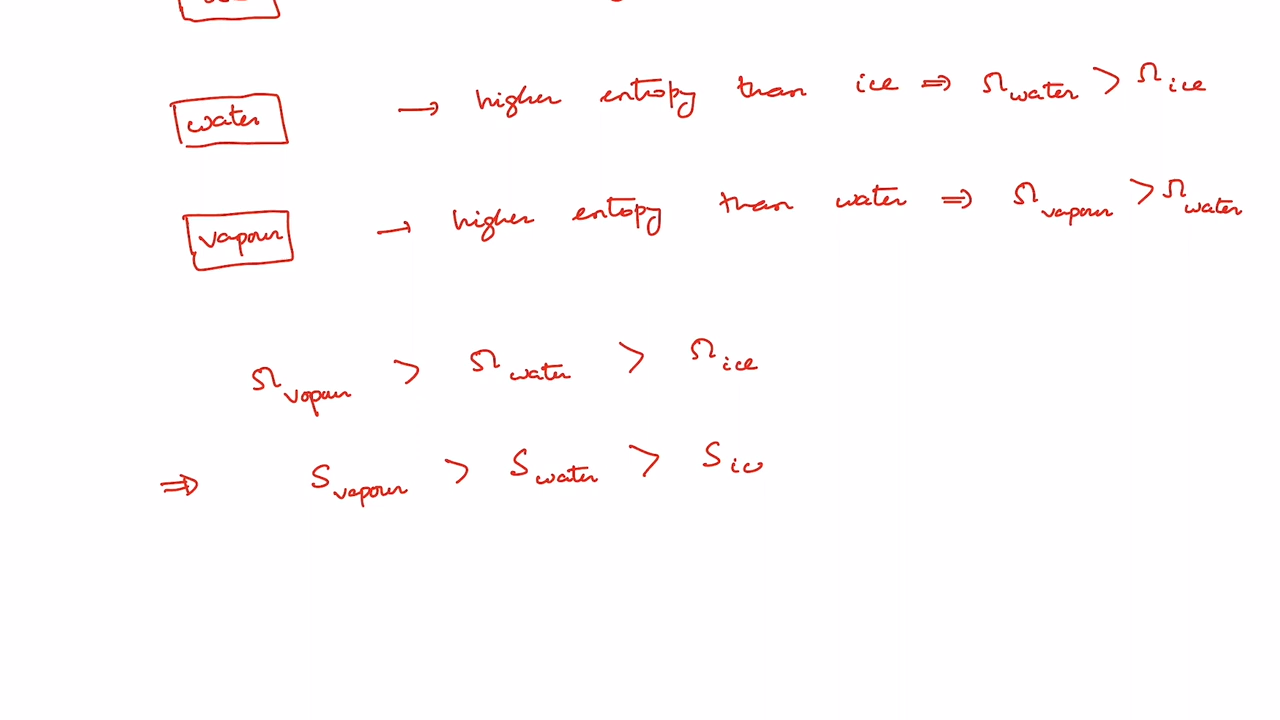 water → higher entropy than ice ⇒ Ω_water > Ω_ice
vapour → higher entropy than water ⇒ Ω_vapour > Ω_water
Ω_vapour > Ω_water > Ω_ice
⇒ S_vapour > S_water > S_ic